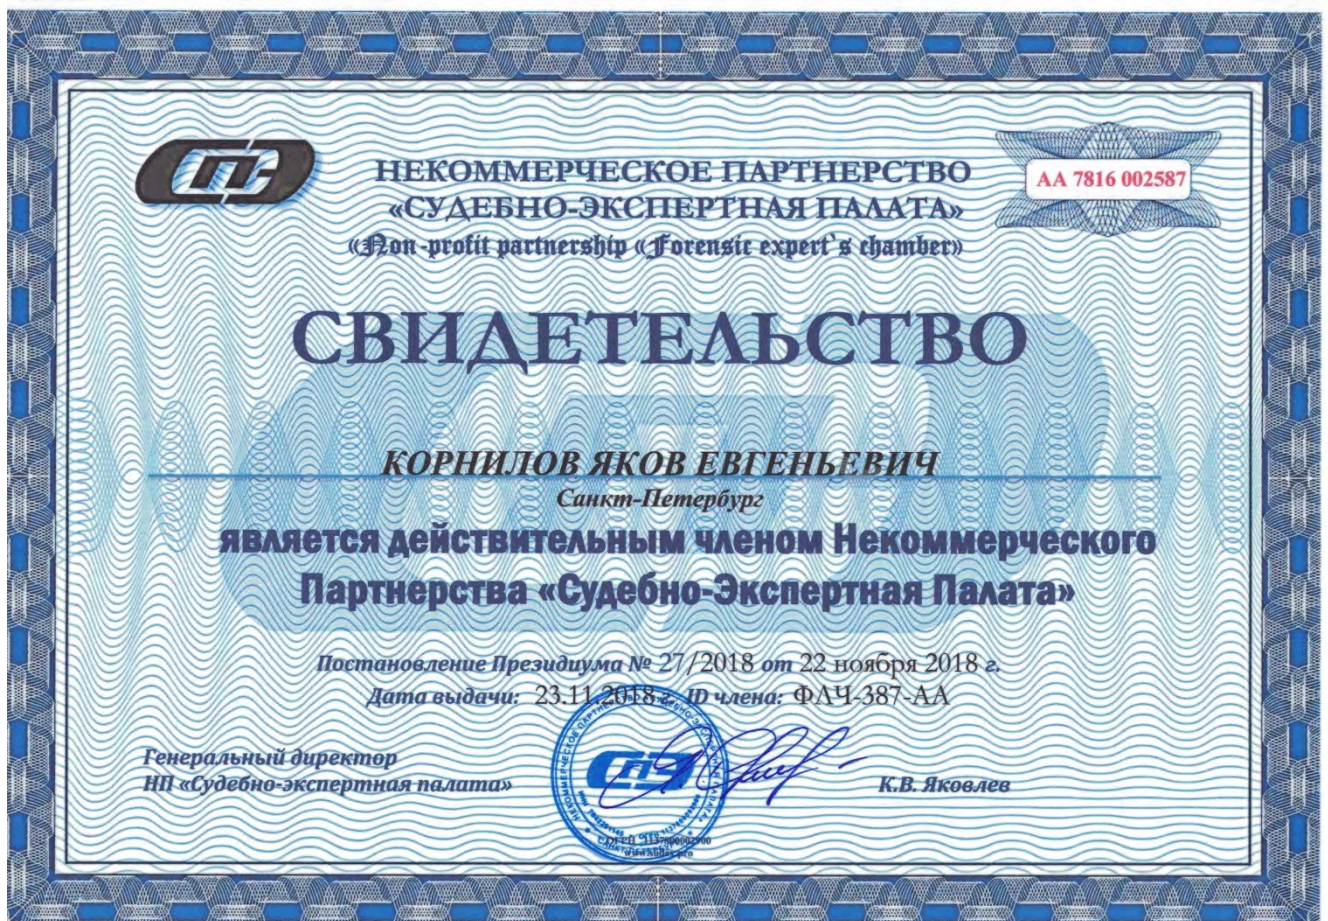 СПЭ
НЕКОММЕРЧЕСКОЕ ПАРТНЕРСТВО
«СУДЕБНО-ЭКСПЕРТНАЯ ПАЛАТА»
«Non-profit partnership «Forensic expert`s chamber»
АА 7816 002587
СВИДЕТЕЛЬСТВО
КОРНИЛОВ ЯКОВ ЕВГЕНЬЕВИЧ
Санкт-Петербург
является действительным членом Некоммерческого
Партнерства «Судебно-Экспертная Палата»
Постановление Президиума № 27/2018 от 22 ноября 2018 г.
Дата выдачи: 23.11.2018 г. ID члена: ФЛЧ-387-АА
Генеральный директор
НП «Судебно-экспертная палата»
К.В. Яковлев